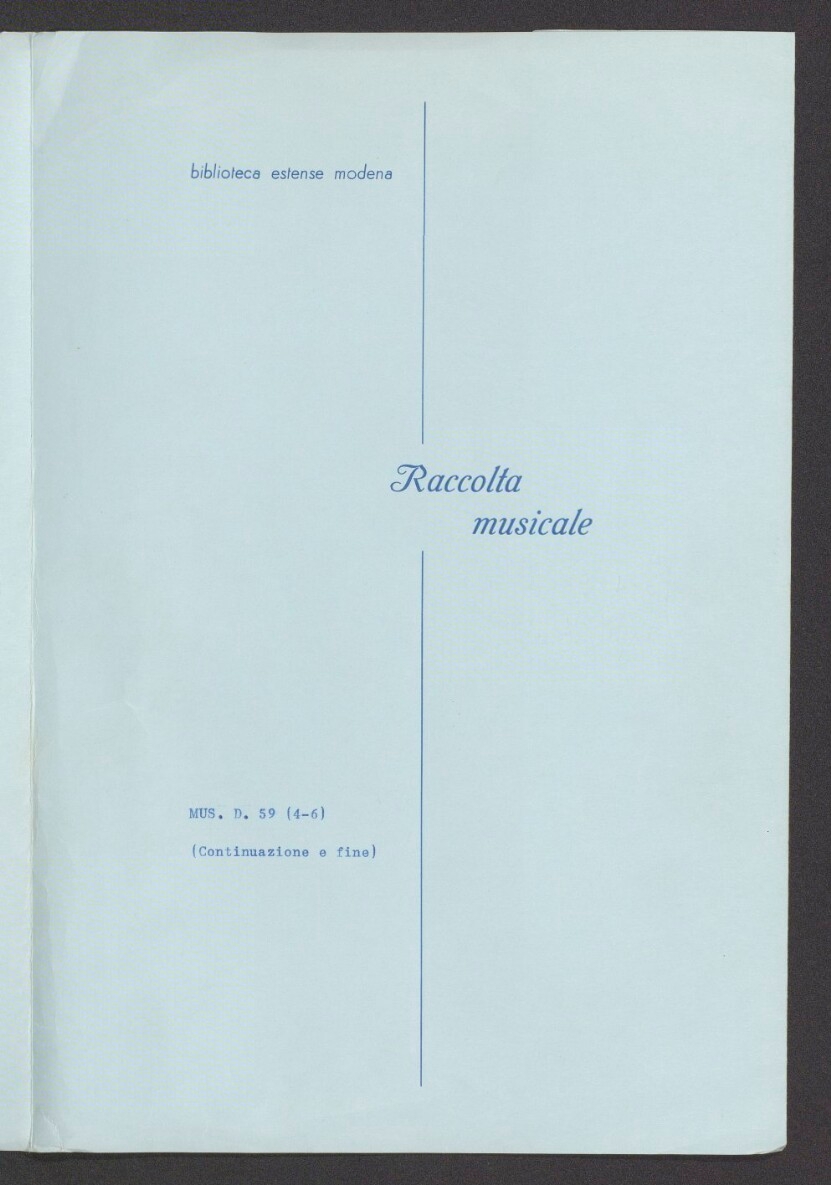 biblioteca estense modena
Raccolta
musicale
MUS. D. 59 (4-6)
(Continuazione e fine)